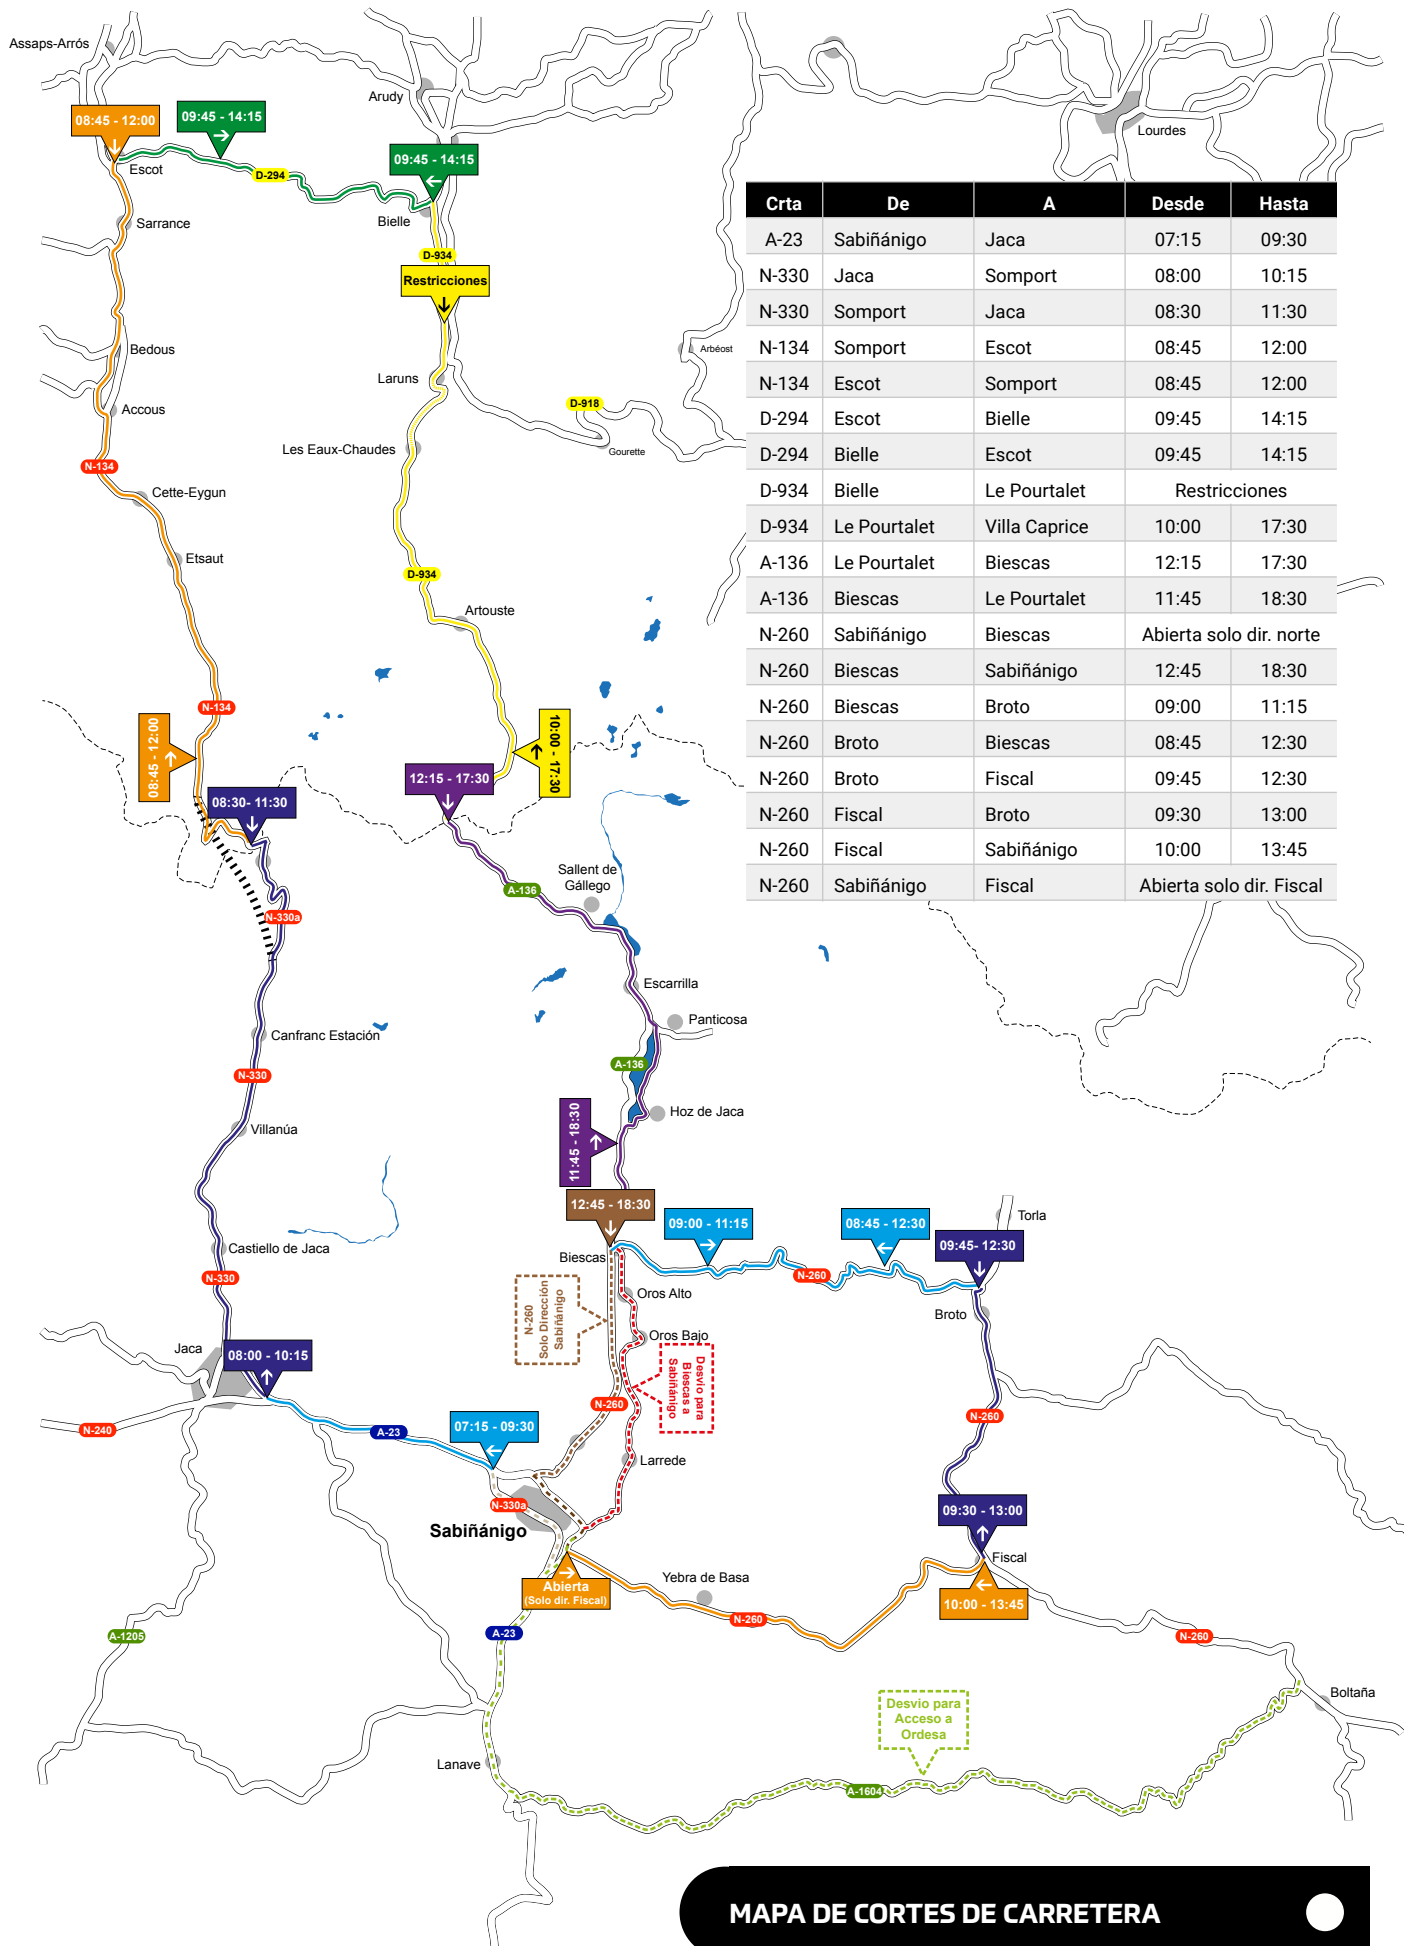 Assaps-Arrós
Arudy
Lourdes
08:45 - 12:00
09:45 - 14:15
09:45 - 14:15
Escot
D-294
Bielle
Sarrance
D-934
Restricciones
Bedous
Laruns
Arbéost
Accous
D-918
Les Eaux-Chaudes
Gourette
N-134
Cette-Eygun
Etsaut
D-934
Artouste
N-134
08:45 - 12:00
10:00 - 17:30
08:30- 11:30
12:15 - 17:30
Crta De A Desde Hasta
A-23 Sabiñánigo Jaca 07:15 09:30
N-330 Jaca Somport 08:00 10:15
N-330 Somport Jaca 08:30 11:30
N-134 Somport Escot 08:45 12:00
N-134 Escot Somport 08:45 12:00
D-294 Escot Bielle 09:45 14:15
D-294 Bielle Escot 09:45 14:15
D-934 Bielle Le Pourtalet Restricciones
D-934 Le Pourtalet Villa Caprice 10:00 17:30
A-136 Le Pourtalet Biescas 12:15 17:30
A-136 Biescas Le Pourtalet 11:45 18:30
N-260 Sabiñánigo Biescas Abierta solo dir. norte
N-260 Biescas Sabiñánigo 12:45 18:30
N-260 Biescas Broto 09:00 11:15
N-260 Broto Biescas 08:45 12:30
N-260 Broto Fiscal 09:45 12:30
N-260 Fiscal Broto 09:30 13:00
N-260 Fiscal Sabiñánigo 10:00 13:45
N-260 Sabiñánigo Fiscal Abierta solo dir. Fiscal
Sallent de
Gállego
A-136
N-330a
Escarrilla
Panticosa
Canfranc Estación
A-136
N-330
Hoz de Jaca
Villanúa
11:45 - 18:30
12:45 - 18:30
09:00 - 11:15
08:45 - 12:30
Torla
09:45- 12:30
Castiello de Jaca
Biescas
N-330
N-260
Oros Alto
N-260
Solo Dirección
Sabiñánigo
Broto
Oros Bajo
Jaca
08:00 - 10:15
Desvio para
Biescas a
Sabiñánigo
N-260
N-260
N-240
A-23
07:15 - 09:30
Larrede
N-330a
Sabiñánigo
09:30 - 13:00
Fiscal
Abierta
(Solo dir. Fiscal)
Yebra de Basa
10:00 - 13:45
N-260
A-23
A-1205
N-260
Boltaña
Desvio para
Acceso a
Ordesa
Lanave
A-1604
MAPA DE CORTES DE CARRETERA